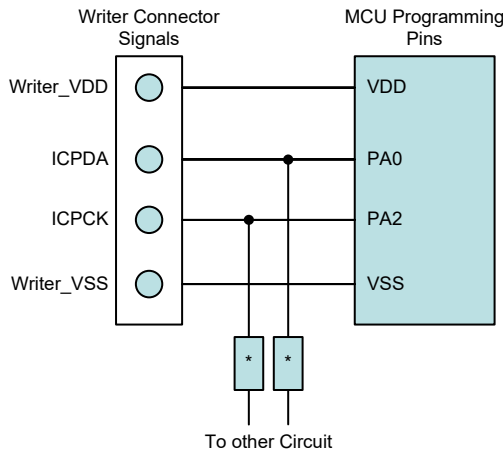 Writer Connector
Signals
MCU Programming
Pins
Writer_VDD
VDD
ICPDA
PA0
ICPCK
PA2
Writer_VSS
VSS
*
*
To other Circuit